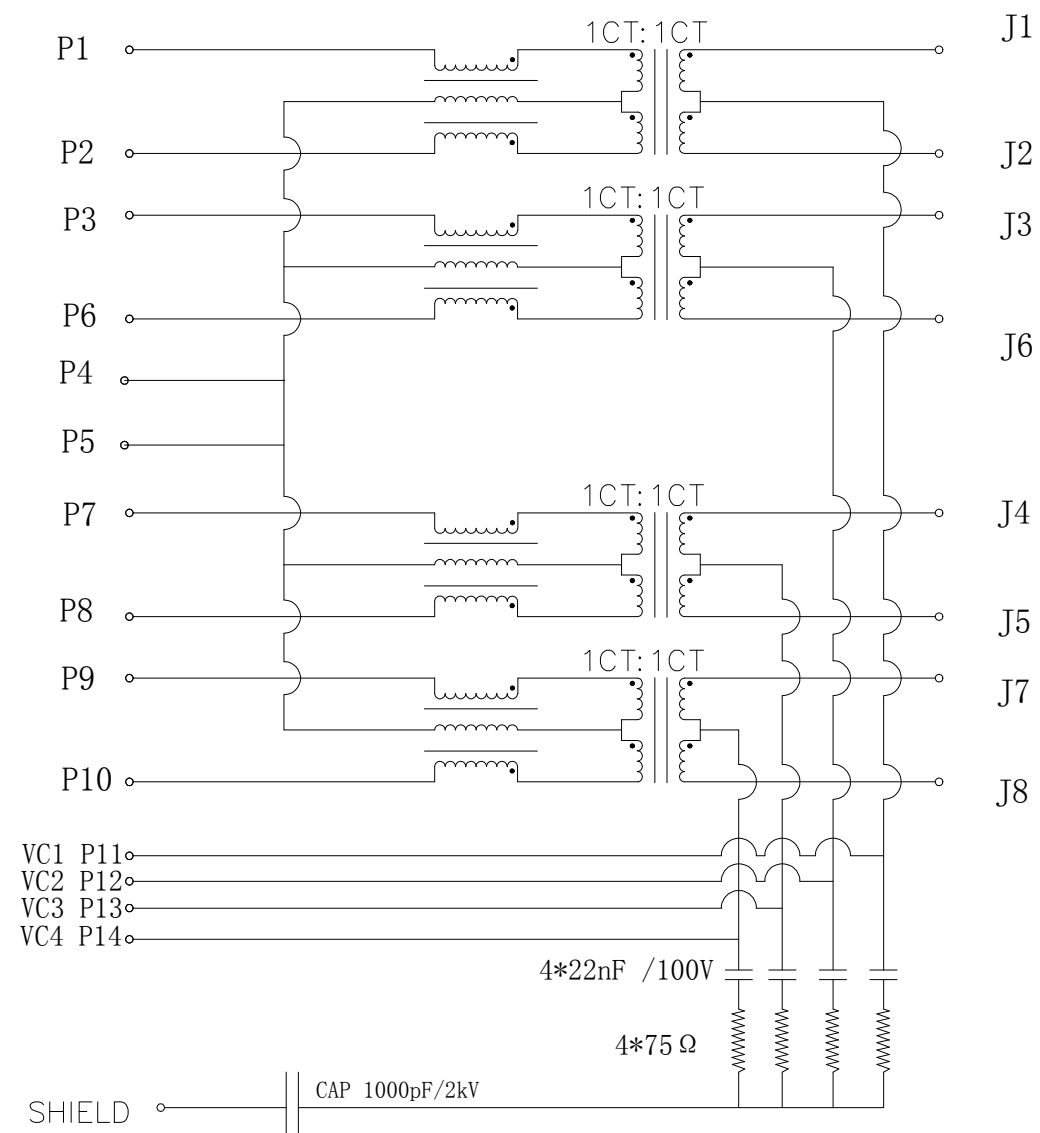 1CT:1CT
P1
J1
P2
J2
1CT:1CT
P3
J3
P6
J6
P4
P5
1CT:1CT
P7
J4
P8
J5
1CT:1CT
P9
J7
P10
J8
VC1 P11
VC2 P12
VC3 P13
VC4 P14
4*22nF /100V
4*75Ω
CAP 1000pF/2kV
SHIELD